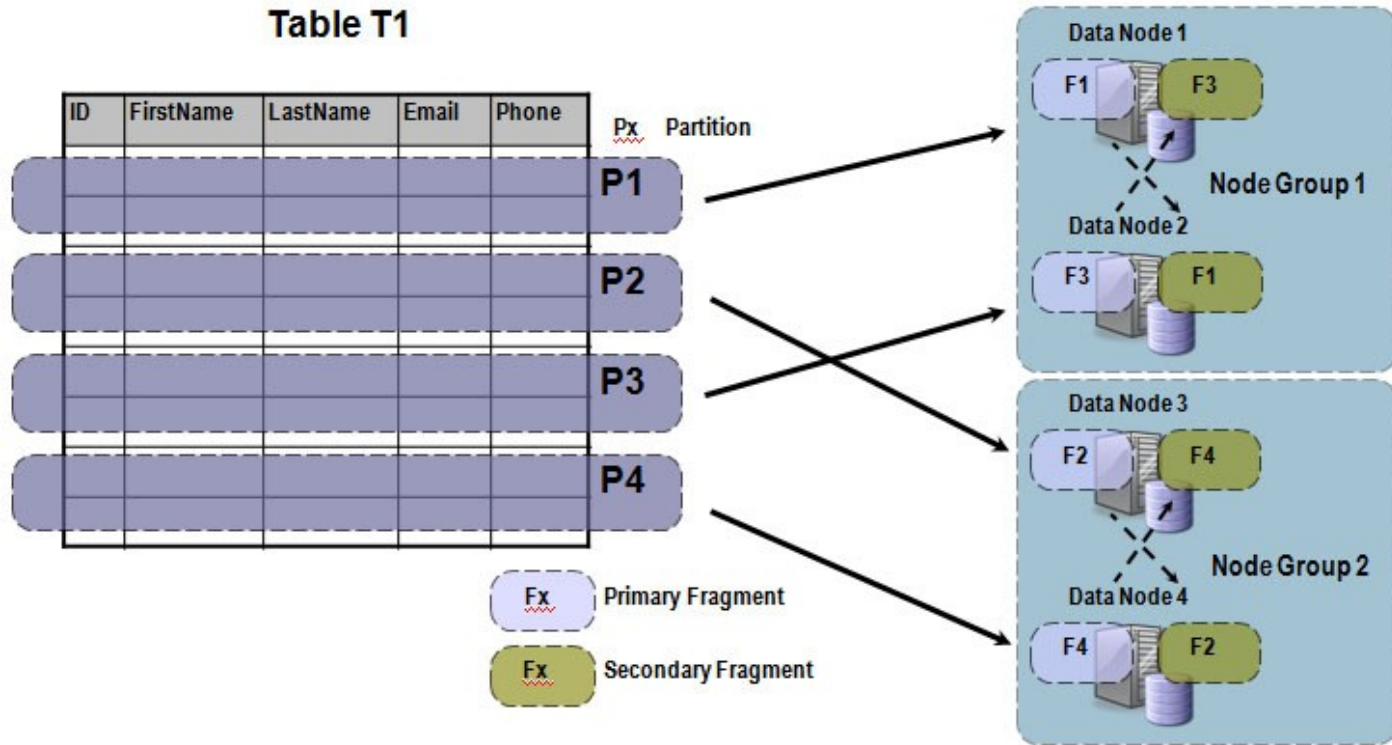 Table T1
ID FirstName LastName Email Phone
Px Partition
P1
P2
P3
P4
Fx Primary Fragment
Fx Secondary Fragment
Data Node 1
F1 F3
Node Group 1
Data Node 2
F3 F1
Data Node 3
F2 F4
Node Group 2
Data Node 4
F4 F2